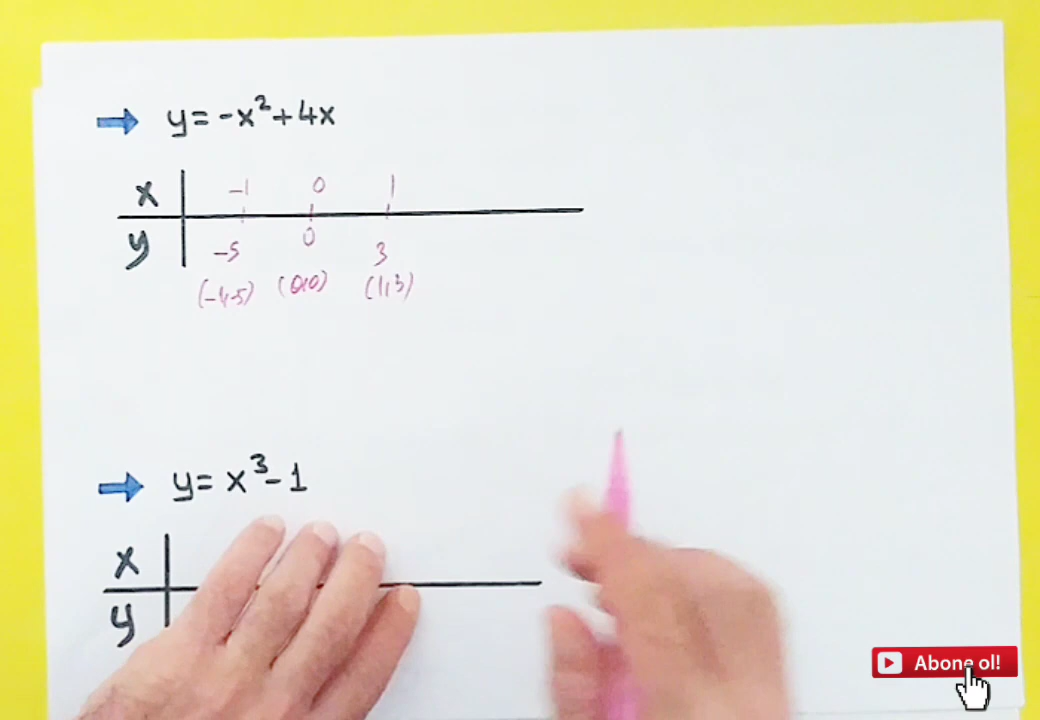 y=-x²+4x
x -1 0 1
y -5 0 3
(-1,-5) (0,0) (1,3)
y=x³-1
x
y
Abone ol!